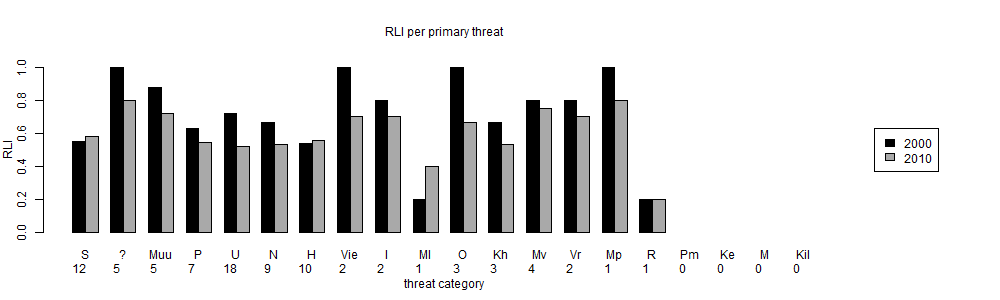 RLI per primary threat
RLI
1.0
0.8
0.6
0.4
0.2
0.0
2000
2010
S ? Muu P U N H Vie I MI O Kh Mv Vr Mp R Pm Ke M Kil
12 5 5 7 18 9 10 2 2 1 3 3 4 2 1 1 0 0 0 0
threat category